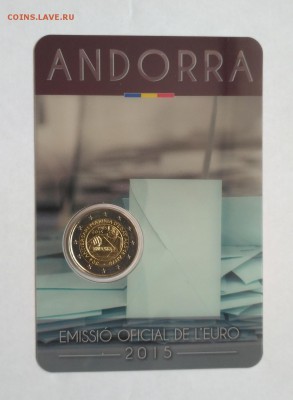 COINS.LAVE.RU
ANDORRA
EMISSIÓ OFICIAL DE L'EURO
2015